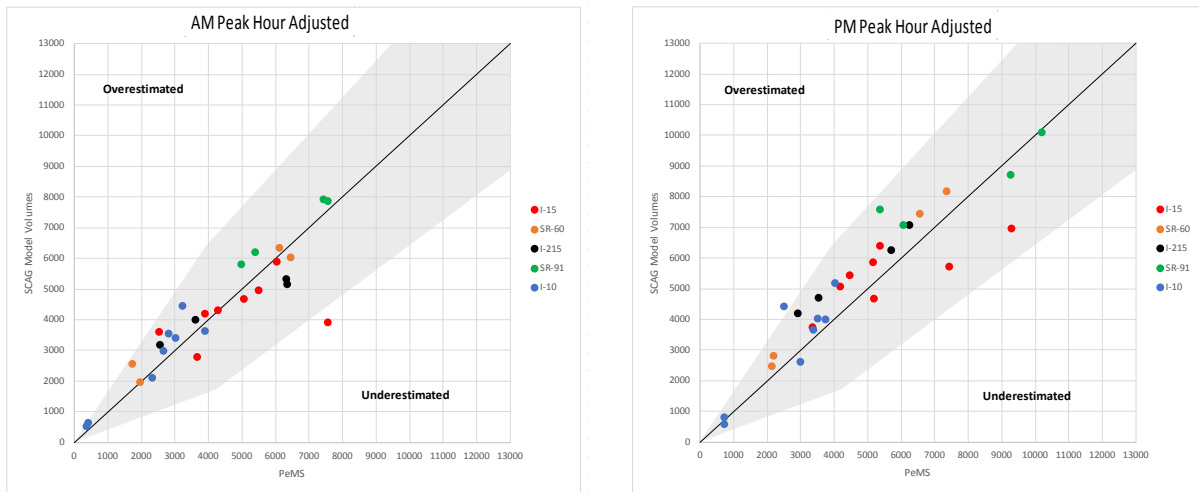 AM Peak Hour Adjusted
13000
12000
11000
10000
9000
8000
7000
6000
5000
4000
3000
2000
1000
0
SCAG Model Volumes
Overestimated
Underestimated
0 1000 2000 3000 4000 5000 6000 7000 8000 9000 10000 11000 12000 13000
PeMS
I-15
SR-60
I-215
SR-91
I-10
PM Peak Hour Adjusted
13000
12000
11000
10000
9000
8000
7000
6000
5000
4000
3000
2000
1000
0
SCAG Model Volumes
Overestimated
Underestimated
0 1000 2000 3000 4000 5000 6000 7000 8000 9000 10000 11000 12000 13000
PeMS
I-15
SR-60
I-215
SR-91
I-10